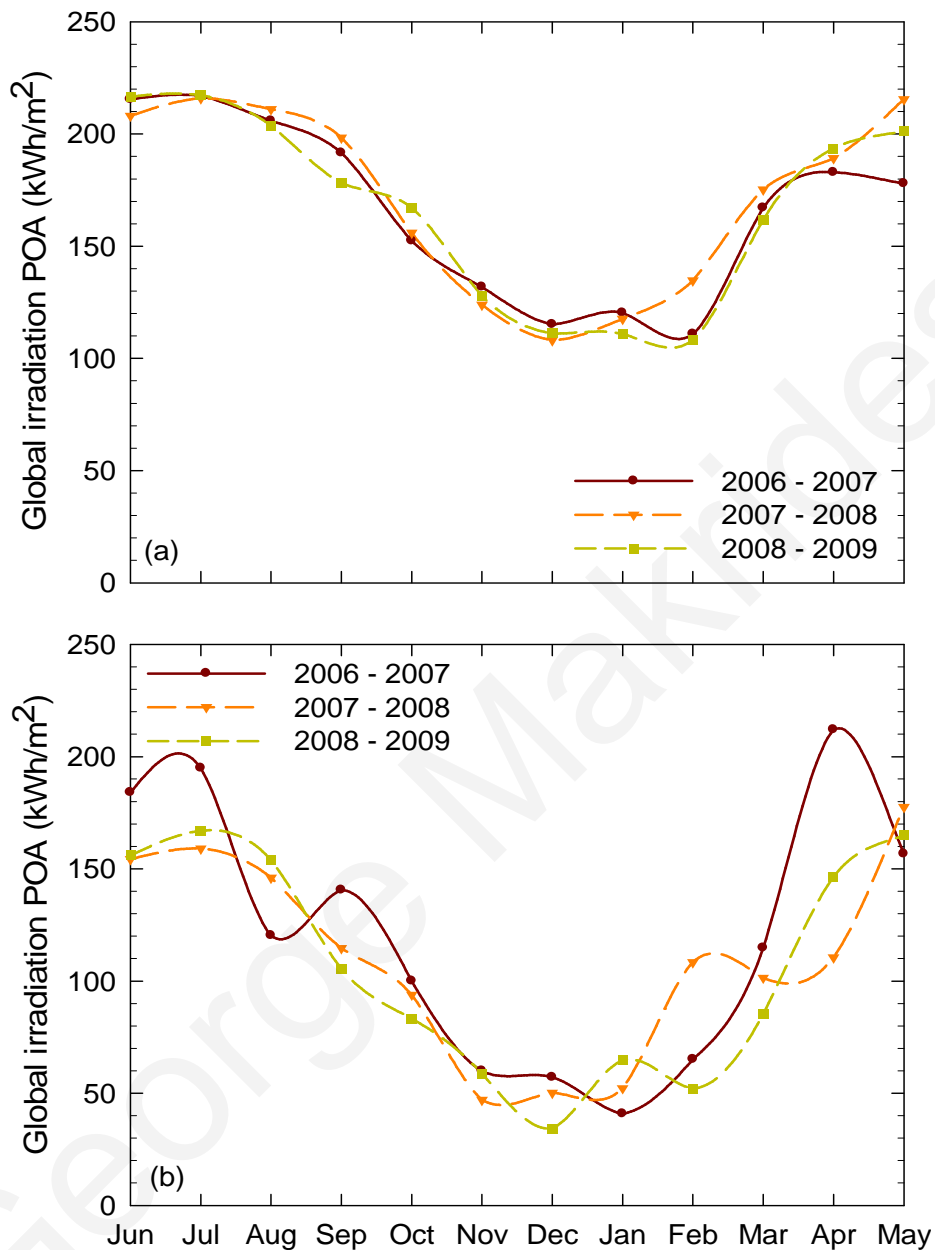 250
200
150
100
50
0
Global irradiation POA (kWh/m²)
2006 - 2007
2007 - 2008
2008 - 2009
(a)
250
200
150
100
50
0
Global irradiation POA (kWh/m²)
2006 - 2007
2007 - 2008
2008 - 2009
(b)
Jun Jul Aug Sep Oct Nov Dec Jan Feb Mar Apr May
George Makrides